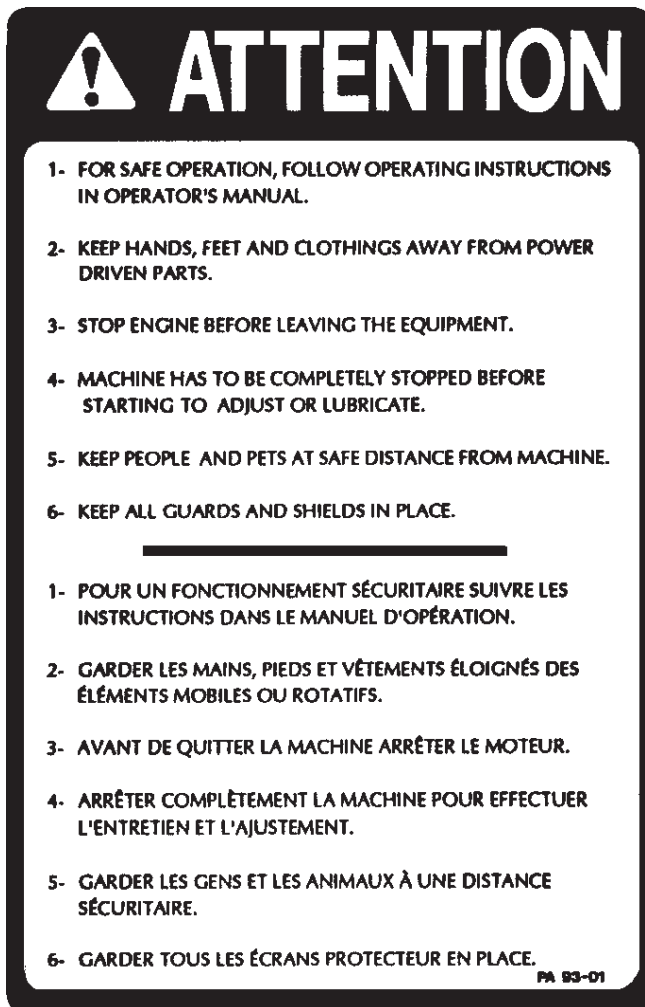 ATTENTION
1- FOR SAFE OPERATION, FOLLOW OPERATING INSTRUCTIONS
IN OPERATOR'S MANUAL.
2- KEEP HANDS, FEET AND CLOTHINGS AWAY FROM POWER
DRIVEN PARTS.
3- STOP ENGINE BEFORE LEAVING THE EQUIPMENT.
4- MACHINE HAS TO BE COMPLETELY STOPPED BEFORE
STARTING TO ADJUST OR LUBRICATE.
5- KEEP PEOPLE AND PETS AT SAFE DISTANCE FROM MACHINE.
6- KEEP ALL GUARDS AND SHIELDS IN PLACE.
1- POUR UN FONCTIONNEMENT SÉCURITAIRE SUIVRE LES
INSTRUCTIONS DANS LE MANUEL D'OPÉRATION.
2- GARDER LES MAINS, PIEDS ET VÊTEMENTS ÉLOIGNÉS DES
ÉLÉMENTS MOBILES OU ROTATIFS.
3- AVANT DE QUITTER LA MACHINE ARRÊTER LE MOTEUR.
4- ARRÊTER COMPLÈTEMENT LA MACHINE POUR EFFECTUER
L'ENTRETIEN ET L'AJUSTEMENT.
5- GARDER LES GENS ET LES ANIMAUX À UNE DISTANCE
SÉCURITAIRE.
6- GARDER TOUS LES ÉCRANS PROTECTEUR EN PLACE.
PA 93-01